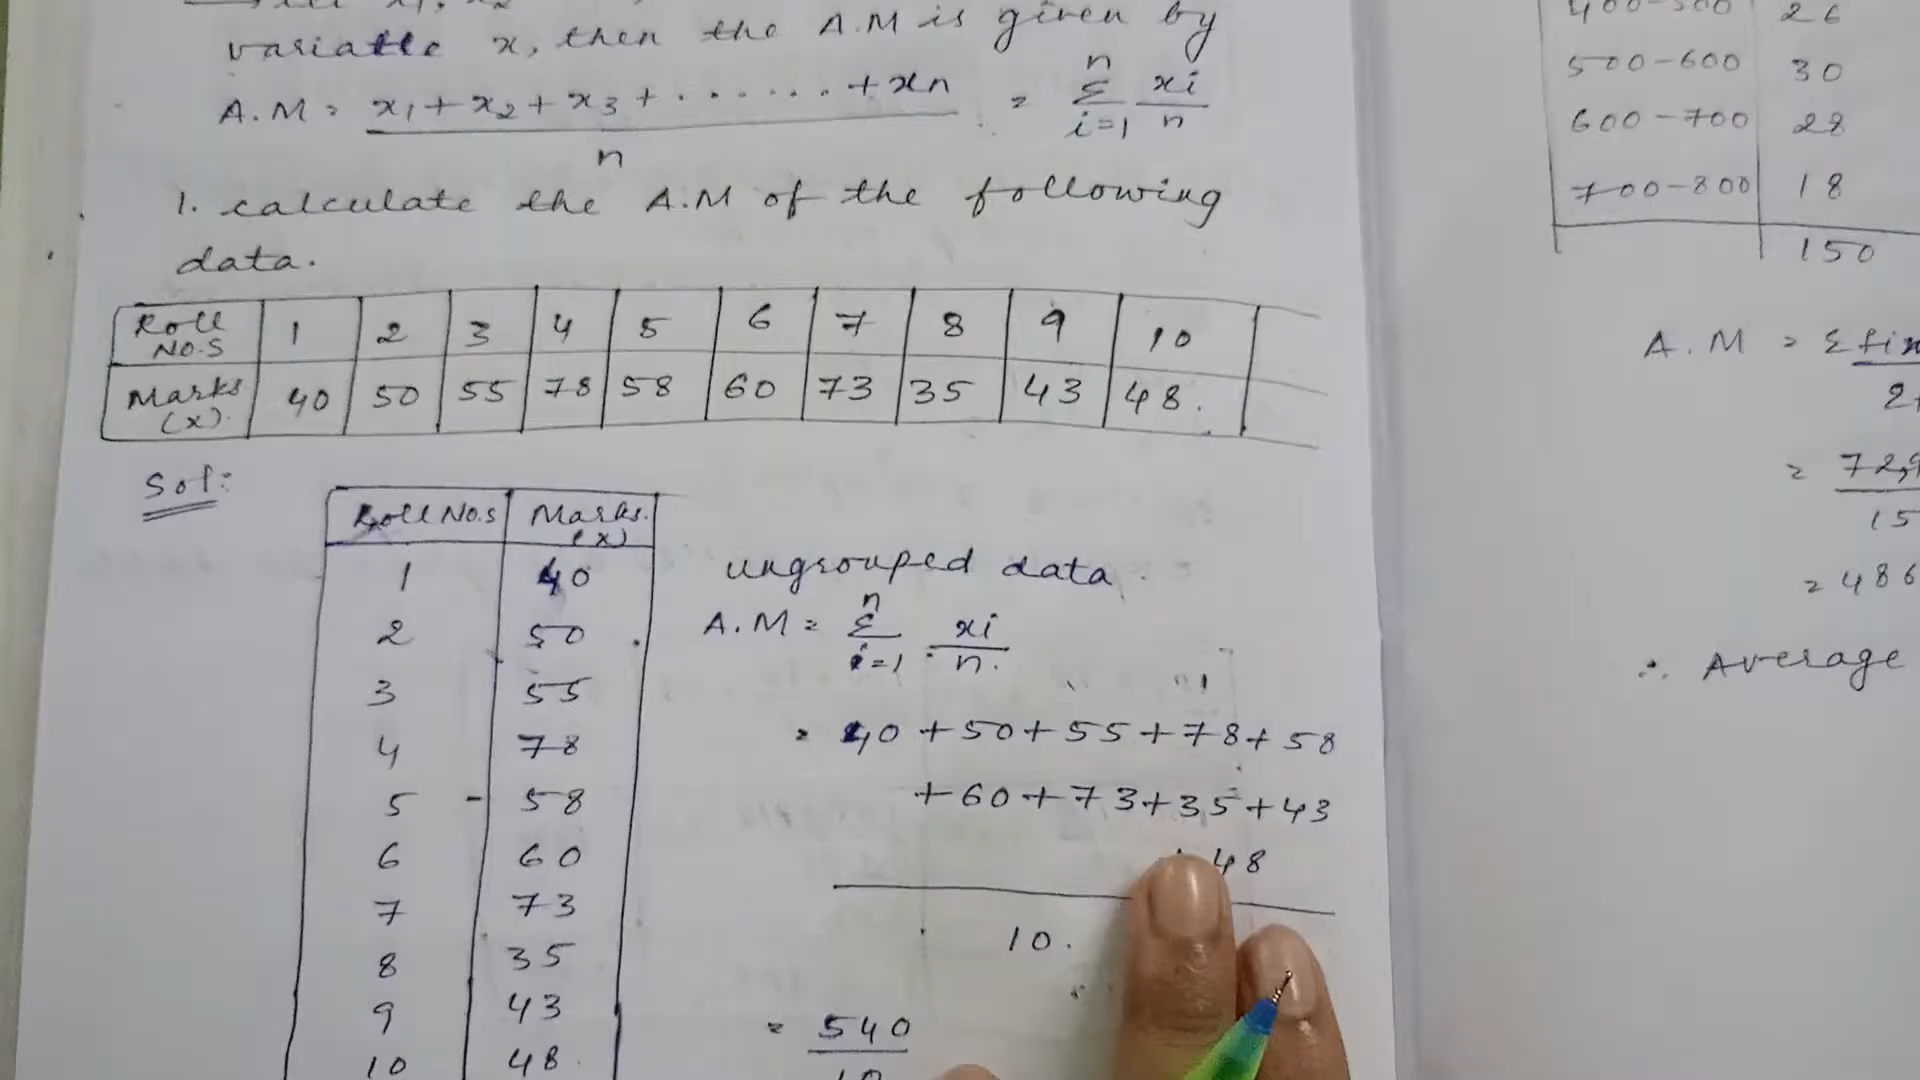 variable x, then the A.M is given by
A.M = x1 + x2 + x3 + ....... + xn / n = n Σ i=1 xi / n
1. calculate the A.M of the following
data.
Roll No.s 1 2 3 4 5 6 7 8 9 10
Marks (x). 40 50 55 78 58 60 73 35 43 48.
Sol:
Roll No.s Marks. (x)
1 40
2 50
3 55
4 78
5 - 58
6 60
7 73
8 35
9 43
10 48.
ungrouped data.
A.M = n Σ i=1 xi / n.
= 40 + 50 + 55 + 78 + 58
+ 60 + 73 + 35 + 43
48
10.
= 540
10
26
500-600 30
600-700 28
700-800 18
150
A.M = Σ
15
= 486
∴ Average